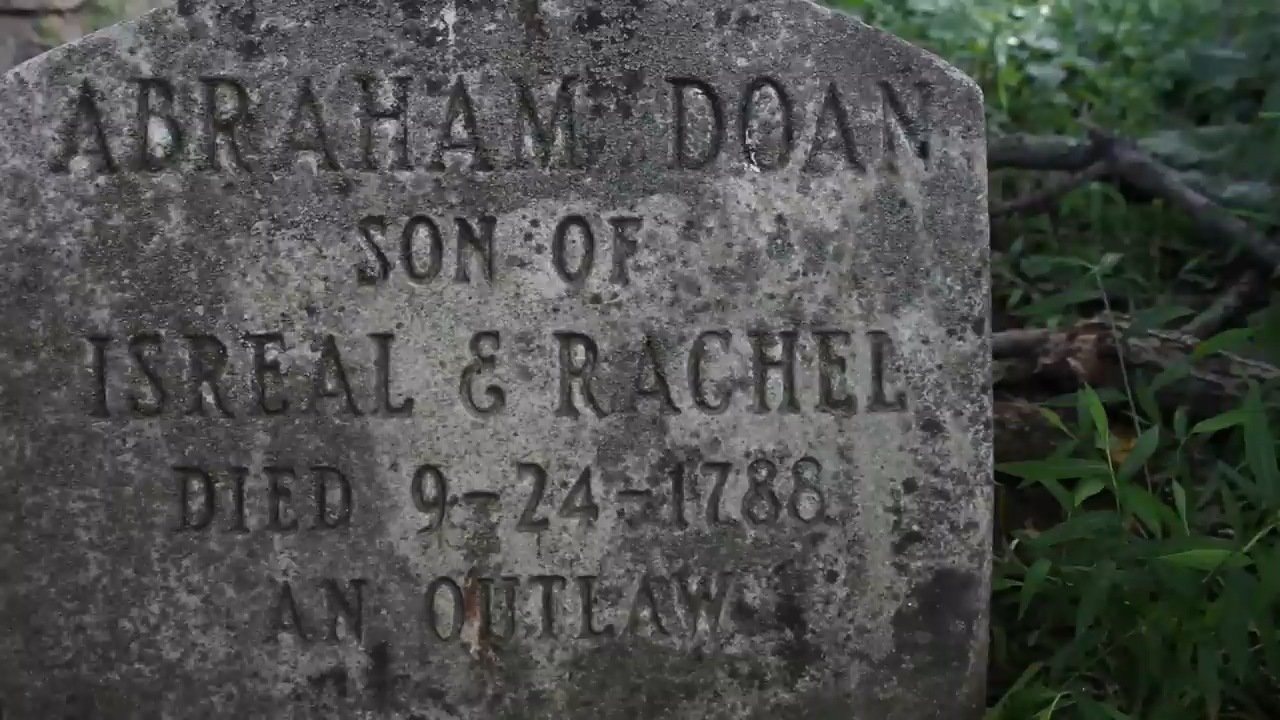 ABRAHAM DOAN
SON OF
ISREAL & RACHEL
DIED 9-24-1788
AN OUTLAW